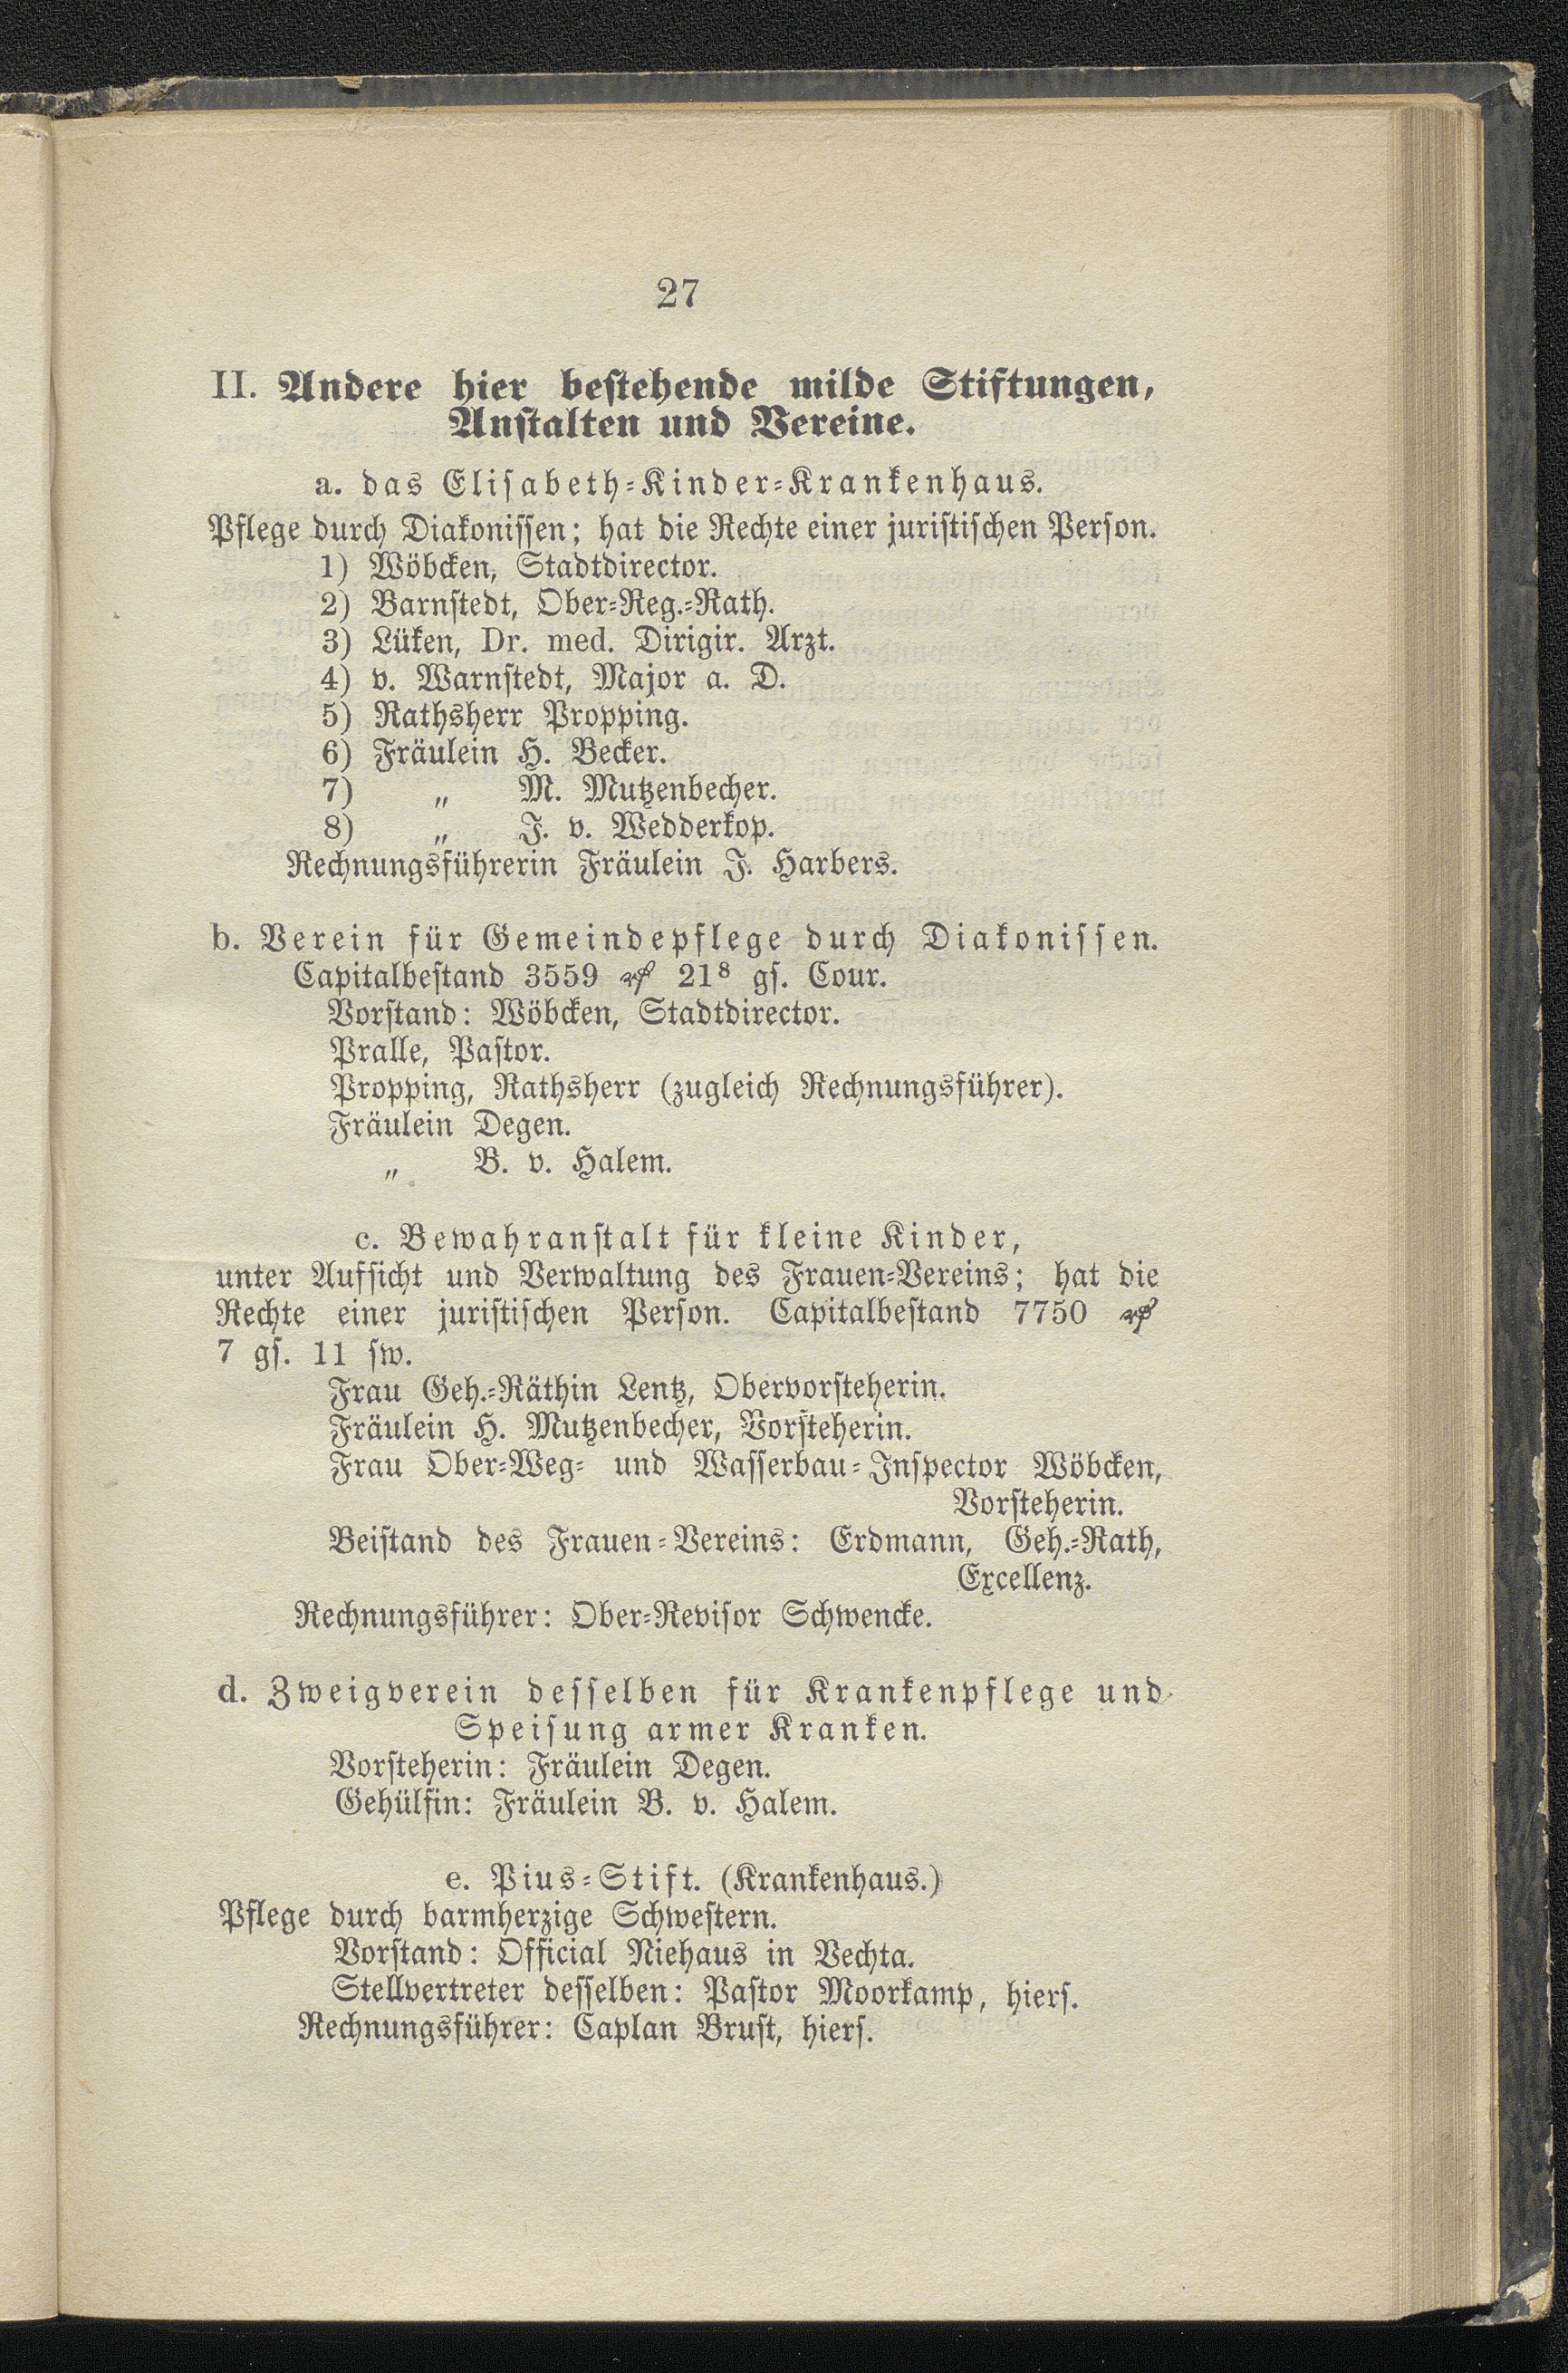 27
II. Andere hier bestehende milde Stiftungen,
Anstalten und Vereine.
a. das Elisabeth-Kinder-Krankenhaus.
Pflege durch Diakonissen; hat die Rechte einer juristischen Person.
1) Wöbcken, Stadtdirector.
2) Barnstedt, Ober-Reg.-Rath.
3) Lüken, Dr. med. Dirigir. Arzt.
4) v. Warnstedt, Major a. D.
5) Rathsherr Propping.
6) Fräulein H. Becker.
7) „ M. Mutzenbecher.
8) „ J. v. Wedderkop.
Rechnungsführerin Fräulein J. Harbers.
b. Verein für Gemeindepflege durch Diakonissen.
Capitalbestand 3559 ₰ 21⁸ gs. Cour.
Vorstand: Wöbcken, Stadtdirector.
Pralle, Pastor.
Propping, Rathsherr (zugleich Rechnungsführer).
Fräulein Degen.
„ B. v. Halem.
c. Bewahranstalt für kleine Kinder,
unter Aufsicht und Verwaltung des Frauen-Vereins; hat die
Rechte einer juristischen Person. Capitalbestand 7750 ₰
7 gs. 11 sw.
Frau Geh.-Räthin Lentz, Obervorsteherin.
Fräulein H. Mutzenbecher, Vorsteherin.
Frau Ober-Weg- und Wasserbau-Inspector Wöbcken,
Vorsteherin.
Beistand des Frauen-Vereins: Erdmann, Geh.-Rath,
Excellenz.
Rechnungsführer: Ober-Revisor Schwencke.
d. Zweigverein desselben für Krankenpflege und
Speisung armer Kranken.
Vorsteherin: Fräulein Degen.
Gehülfin: Fräulein B. v. Halem.
e. Pius-Stift. (Krankenhaus.)
Pflege durch barmherzige Schwestern.
Vorstand: Official Niehaus in Vechta.
Stellvertreter desselben: Pastor Moorkamp, hiers.
Rechnungsführer: Caplan Brust, hiers.